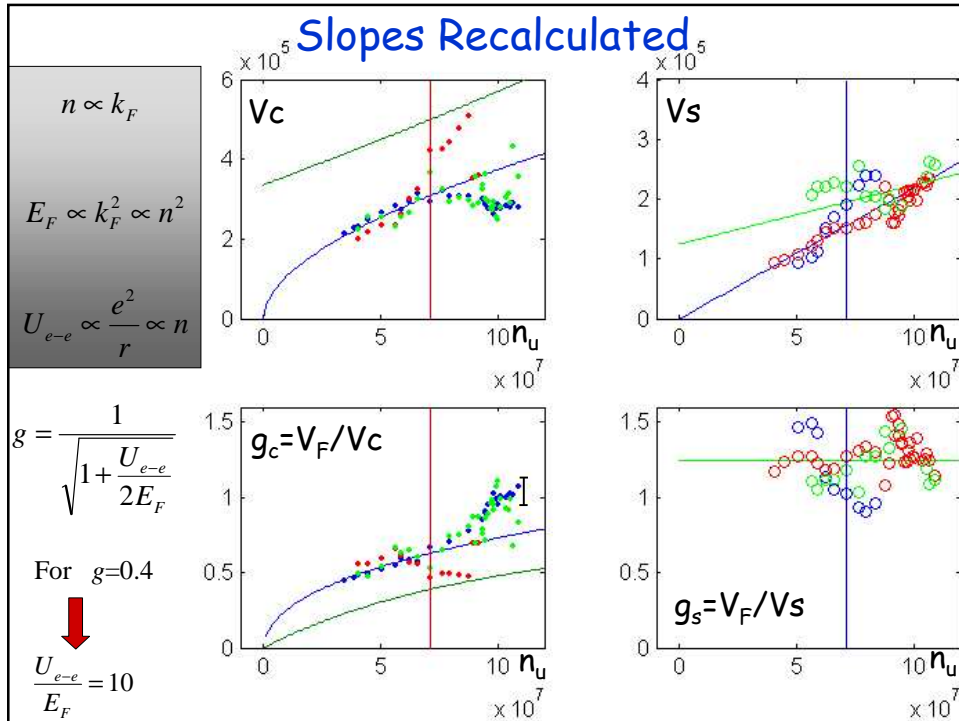 Slopes Recalculated
n ∝ k_F
E_F ∝ k_F^2 ∝ n^2
U_{e-e} ∝ e^2/r ∝ n
g = 1/√(1+U_{e-e}/2E_F)
For g=0.4
U_{e-e}/E_F = 10
x 10^5
6
4
2
0
Vc
0
5
10
n_u
x 10^7
x 10^5
4
3
2
1
0
Vs
0
5
10
n_u
x 10^7
1.5
1
0.5
0
g_c=V_F/Vc
0
5
10
n_u
x 10^7
1.5
1
0.5
0
g_s=V_F/Vs
0
5
10
n_u
x 10^7